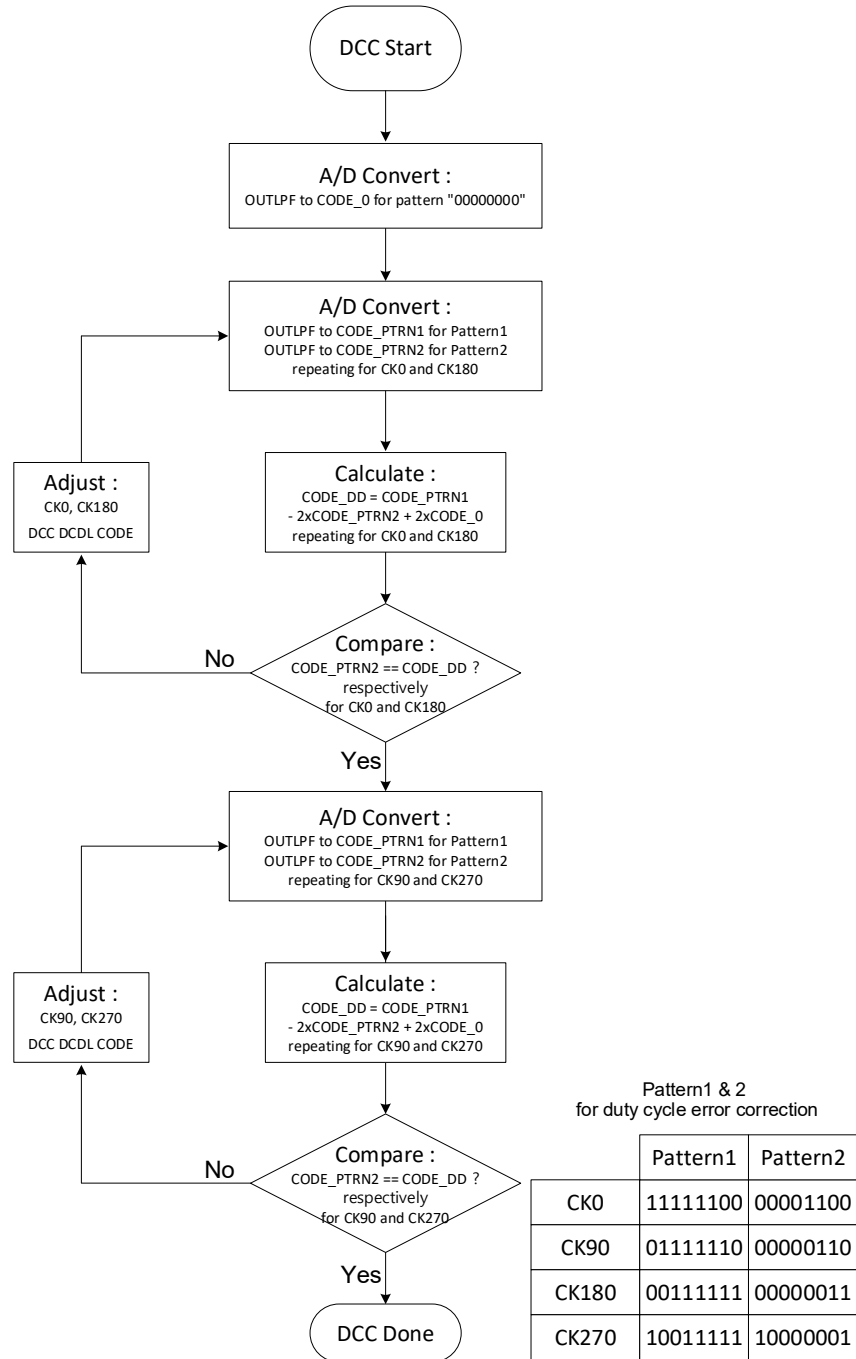 DCC Start
A/D Convert :
OUTLPF to CODE_0 for pattern "00000000"
A/D Convert :
OUTLPF to CODE_PTRN1 for Pattern1
OUTLPF to CODE_PTRN2 for Pattern2
repeating for CK0 and CK180
Adjust :
CK0, CK180
DCC DCDL CODE
Calculate :
CODE_DD = CODE_PTRN1
- 2xCODE_PTRN2 + 2xCODE_0
repeating for CK0 and CK180
No
Compare :
CODE_PTRN2 == CODE_DD ?
respectively
for CK0 and CK180
Yes
A/D Convert :
OUTLPF to CODE_PTRN1 for Pattern1
OUTLPF to CODE_PTRN2 for Pattern2
repeating for CK90 and CK270
Adjust :
CK90, CK270
DCC DCDL CODE
Calculate :
CODE_DD = CODE_PTRN1
- 2xCODE_PTRN2 + 2xCODE_0
repeating for CK90 and CK270
No
Compare :
CODE_PTRN2 == CODE_DD ?
respectively
for CK90 and CK270
Yes
DCC Done
Pattern1 & 2
for duty cycle error correction
Pattern1 Pattern2
CK0 11111100 00001100
CK90 01111110 00000110
CK180 00111111 00000011
CK270 10011111 10000001